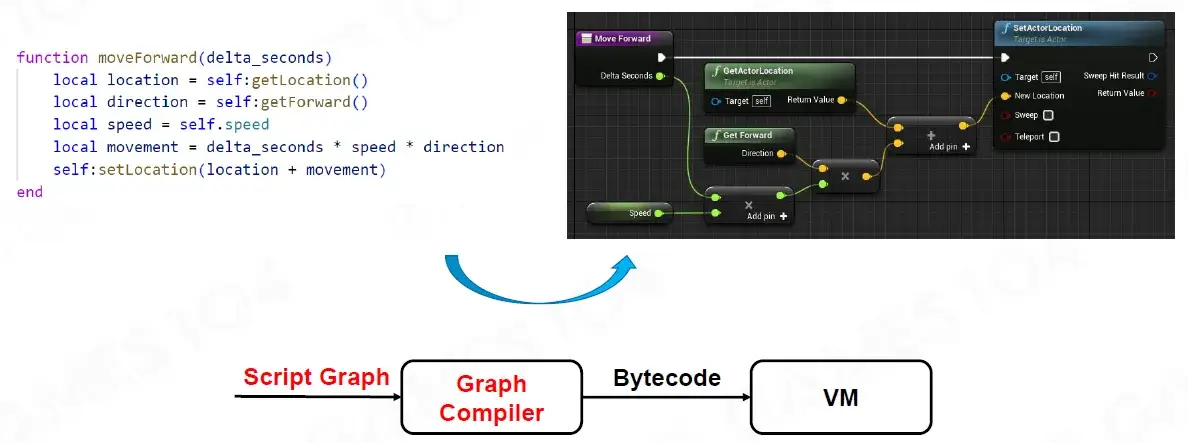 function moveForward(delta_seconds)
local location = self:getLocation()
local direction = self:getForward()
local speed = self.speed
local movement = delta_seconds * speed * direction
self:setLocation(location + movement)
end
Move Forward
Delta Seconds
f GetActorLocation
Target is Actor
Target self
Return Value
f Get Forward
Direction
Speed
×
Add pin +
×
+
Add pin +
f SetActorLocation
Target is Actor
Target self
Sweep Hit Result
New Location
Return Value
Sweep
Teleport
Script Graph
Graph
Compiler
Bytecode
VM
GAMES 104